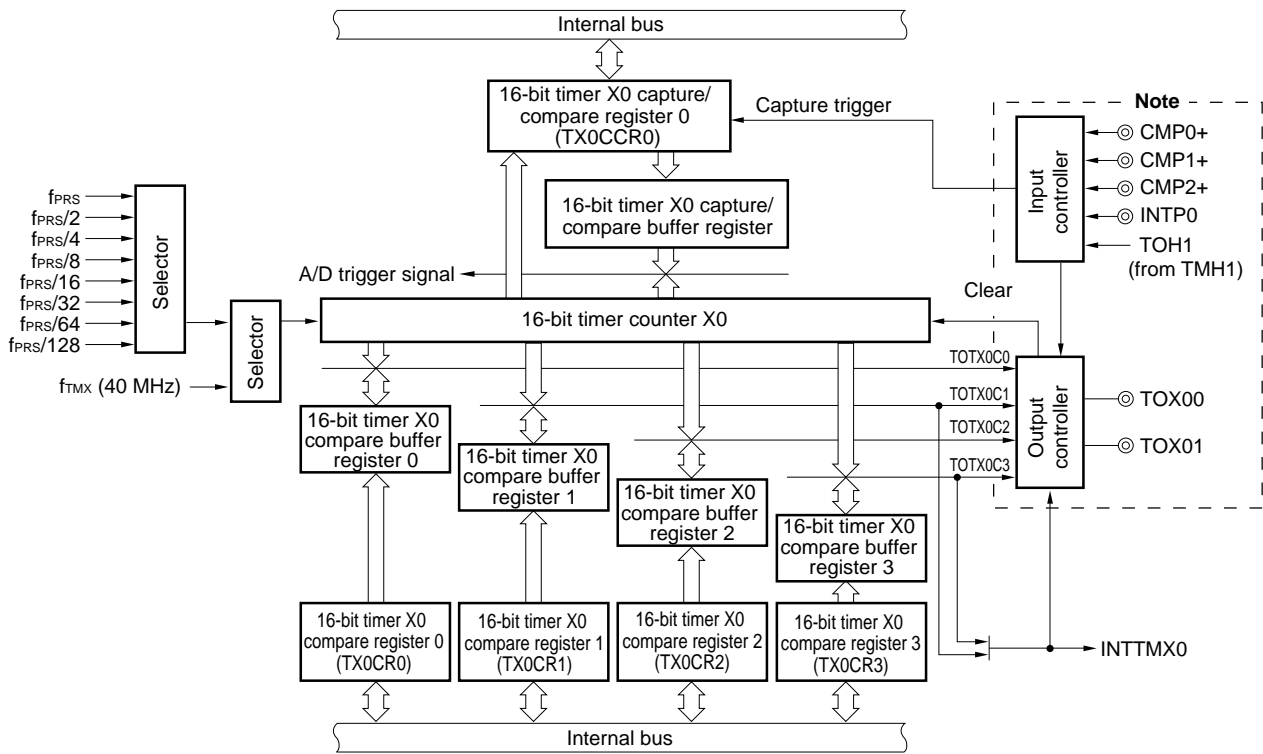 Internal bus
16-bit timer X0 capture/
compare register 0
(TX0CCR0)
Capture trigger
Note
Input
controller
CMP0+
CMP1+
CMP2+
INTP0
TOH1
(from TMH1)
16-bit timer X0 capture/
compare buffer register
fPRS
fPRS/2
fPRS/4
fPRS/8
fPRS/16
fPRS/32
fPRS/64
fPRS/128
Selector
fTMX (40 MHz)
Selector
A/D trigger signal
16-bit timer counter X0
Clear
TOTX0C0
TOTX0C1
TOTX0C2
TOTX0C3
Output
controller
TOX00
TOX01
16-bit timer X0
compare buffer
register 0
16-bit timer X0
compare buffer
register 1
16-bit timer X0
compare buffer
register 2
16-bit timer X0
compare buffer
register 3
16-bit timer X0
compare register 0
(TX0CR0)
16-bit timer X0
compare register 1
(TX0CR1)
16-bit timer X0
compare register 2
(TX0CR2)
16-bit timer X0
compare register 3
(TX0CR3)
INTTMX0
Internal bus